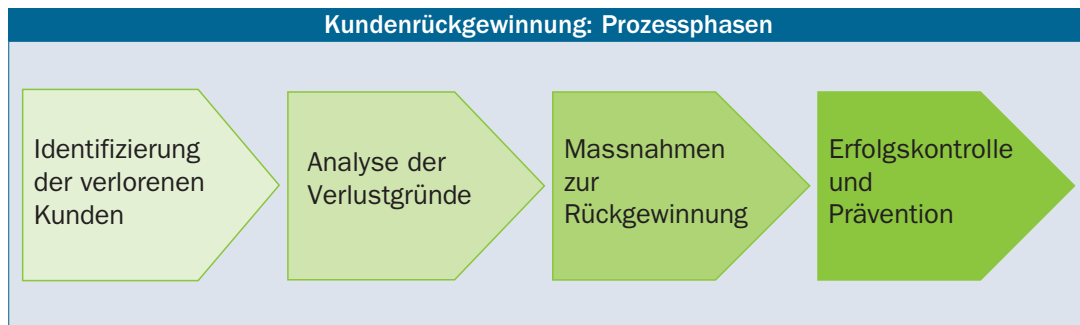 Kundenrückgewinnung: Prozessphasen
Identifizierung
der verlorenen
Kunden
Analyse der
Verlustgründe
Massnahmen
zur
Rückgewinnung
Erfolgskontrolle
und
Prävention